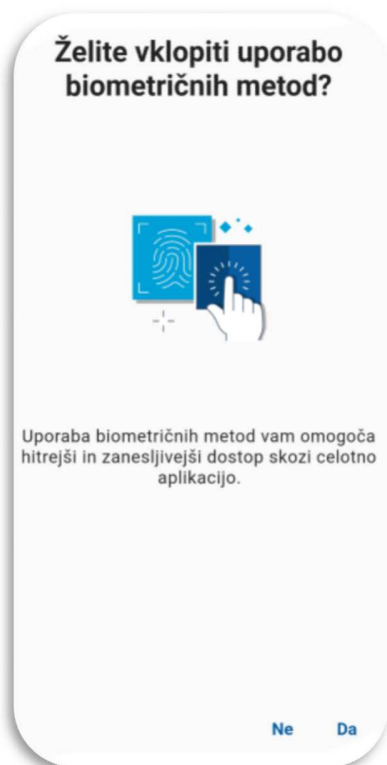 Želite vklopiti uporabo
biometričnih metod?
Uporaba biometričnih metod vam omogoča
hitrejši in zanesljivejši dostop skozi celotno
aplikacijo.
Ne Da